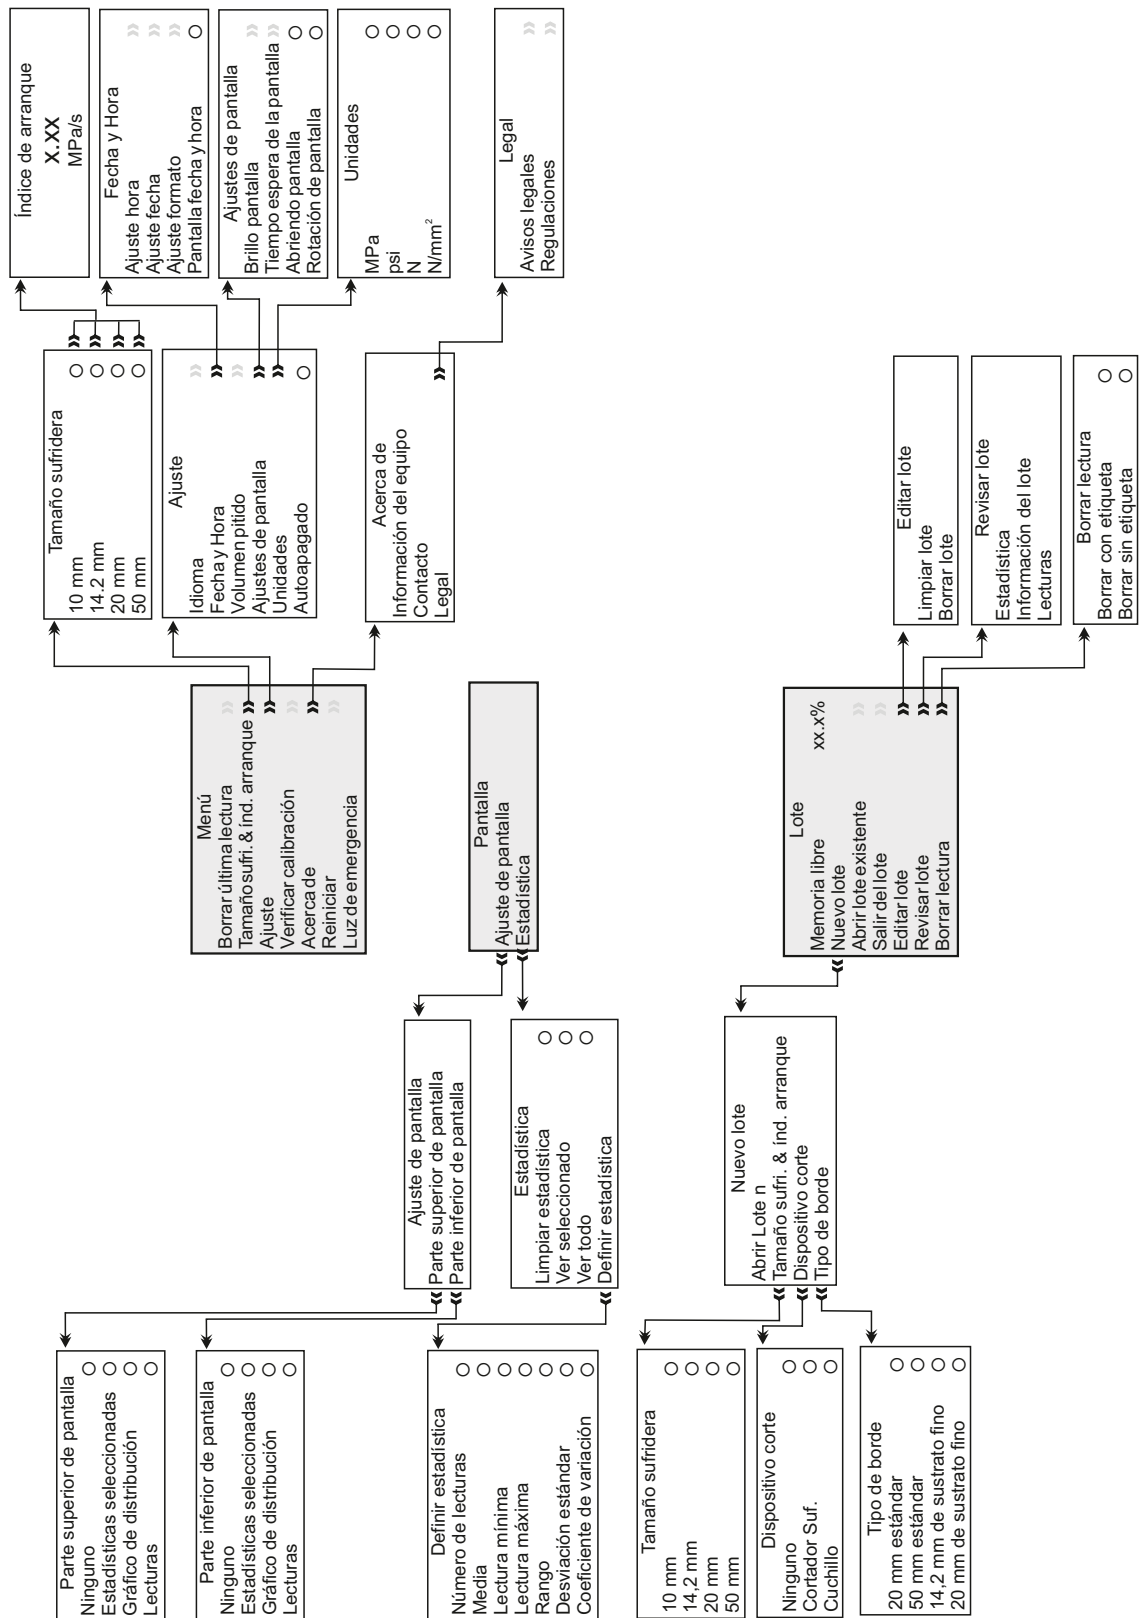 Parte superior de pantalla
Ninguno
Estadísticas seleccionadas
Gráfico de distribución
Lecturas
Parte inferior de pantalla
Ninguno
Estadísticas seleccionadas
Gráfico de distribución
Lecturas
Definir estadística
Número de lecturas
Media
Lectura mínima
Lectura máxima
Rango
Desviación estándar
Coeficiente de variación
Tamaño sufridera
10 mm
14,2 mm
20 mm
50 mm
Dispositivo corte
Ninguno
Cortador Suf.
Cuchillo
Tipo de borde
20 mm estándar
50 mm estándar
14,2 mm de sustrato fino
20 mm de sustrato fino
Ajuste de pantalla
Parte superior de pantalla
Parte inferior de pantalla
Estadística
Limpiar estadística
Ver seleccionado
Ver todo
Definir estadística
Nuevo lote
Abrir Lote n
Tamaño sufri. & índ. arranque
Dispositivo corte
Tipo de borde
Menú
Borrar última lectura
Tamaño sufri. & índ. arranque
Ajuste
Verificar calibración
Acerca de
Reiniciar
Luz de emergencia
Pantalla
Ajuste de pantalla
Estadística
Lote
Memoria libre xx.x%
Nuevo lote
Abrir lote existente
Salir del lote
Editar lote
Revisar lote
Borrar lectura
Tamaño sufridera
10 mm
14.2 mm
20 mm
50 mm
Ajuste
Idioma
Fecha y Hora
Volumen pitido
Ajustes de pantalla
Unidades
Autoapagado
Acerca de
Información del equipo
Contacto
Legal
Editar lote
Limpiar lote
Borrar lote
Revisar lote
Estadística
Información del lote
Lecturas
Borrar lectura
Borrar con etiqueta
Borrar sin etiqueta
Índice de arranque
X.XX
MPa/s
Fecha y Hora
Ajuste hora
Ajuste fecha
Ajuste formato
Pantalla fecha y hora
Ajustes de pantalla
Brillo pantalla
Tiempo espera de la pantalla
Abriendo pantalla
Rotación de pantalla
Unidades
MPa
psi
N
N/mm²
Legal
Avisos legales
Regulaciones